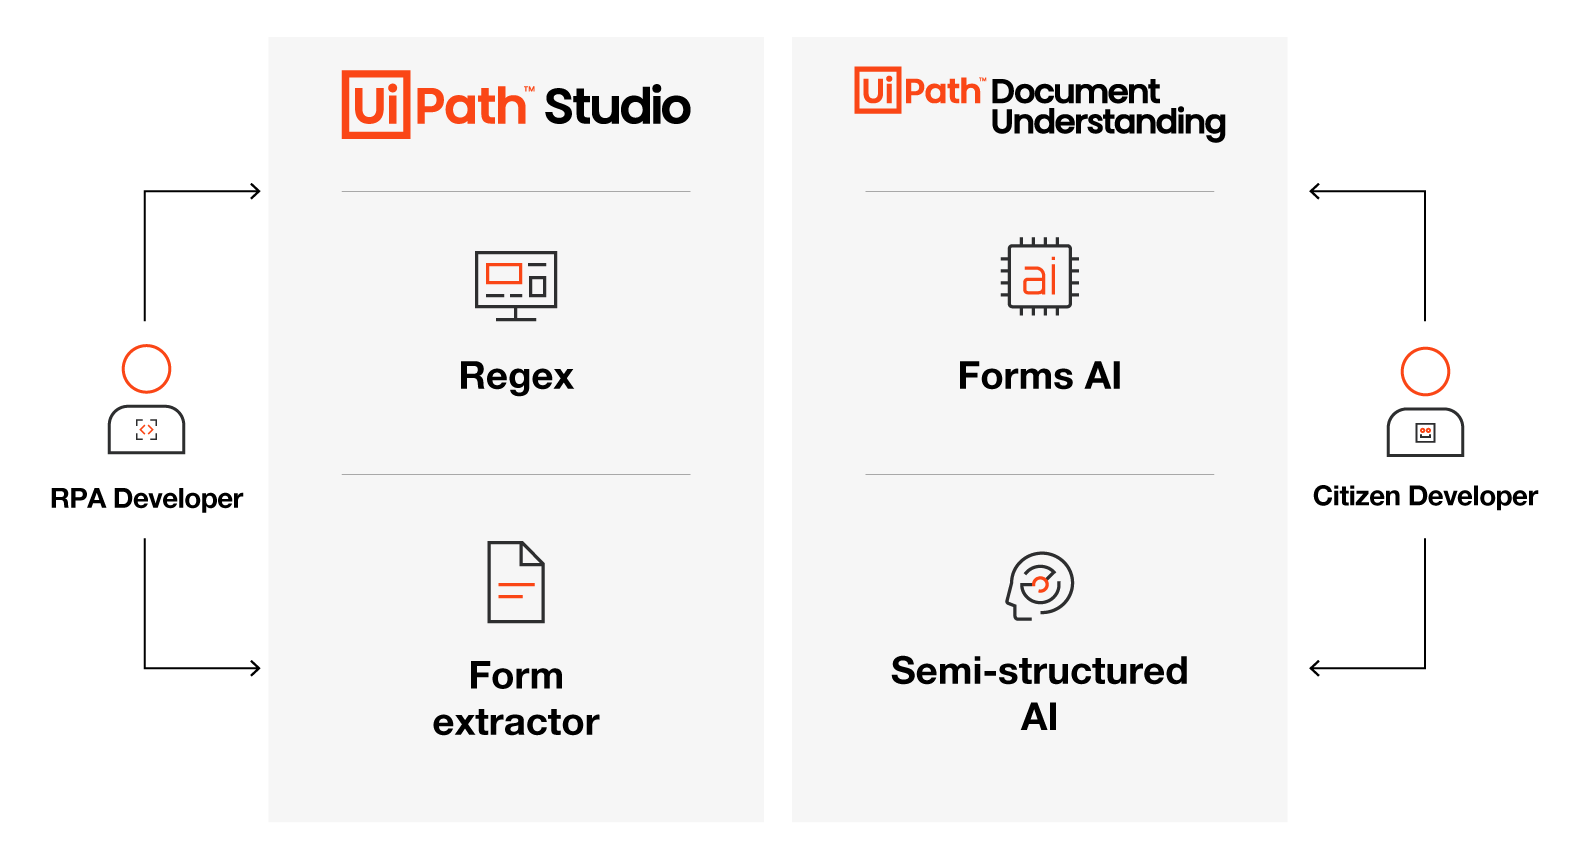 UiPath™ Studio
Regex
Form
extractor
RPA Developer
UiPath™ Document
Understanding
ai
Forms AI
Semi-structured
AI
Citizen Developer